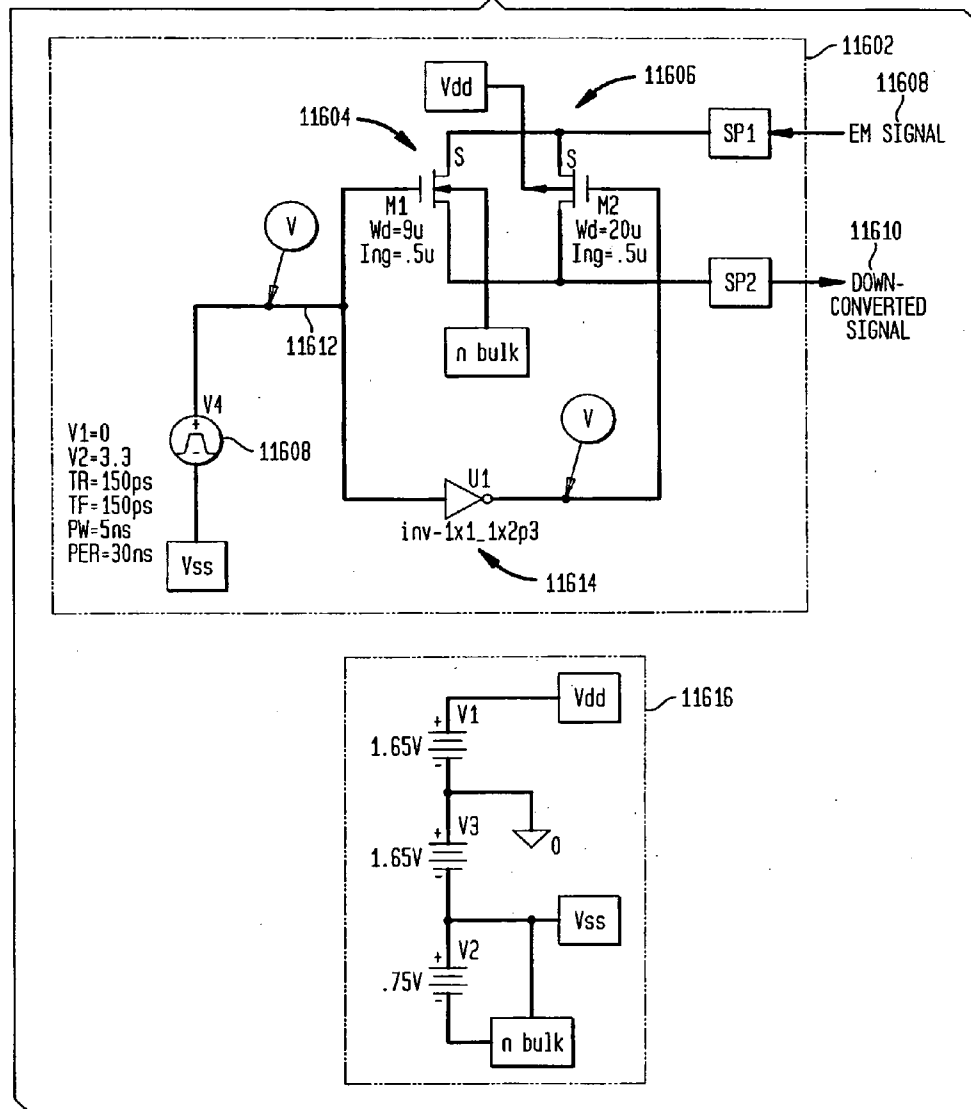 11602
Vdd
11606
11608
11604
SP1
EM SIGNAL
S
S
M1
Wd=9u
Ing=.5u
M2
Wd=20u
Ing=.5u
V
11610
SP2
DOWN-
CONVERTED
SIGNAL
11612
n bulk
V4
+
-
V1=0
V2=3.3
TR=150ps
TF=150ps
PW=5ns
PER=30ns
11608
V
U1
inv-1x1_1x2p3
Vss
11614
Vdd
11616
+
V1
1.65V
-
+
V3
0
1.65V
-
Vss
+
V2
.75V
-
n bulk